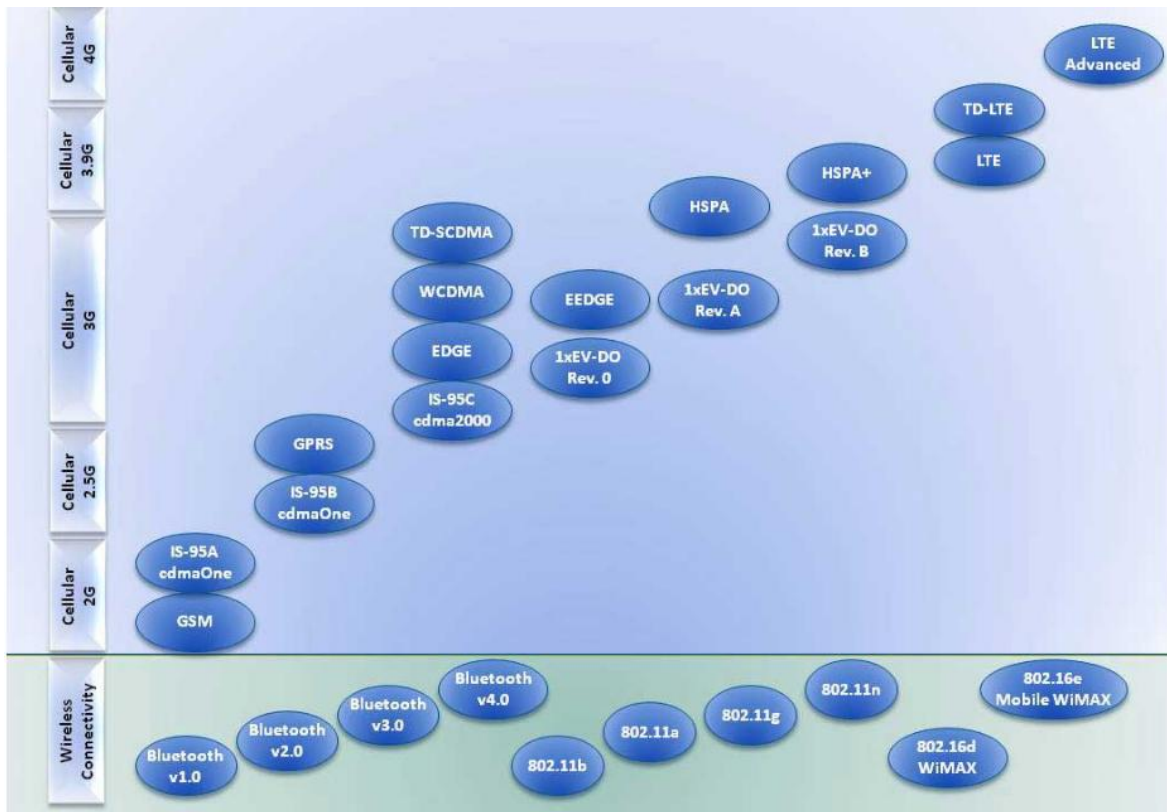 Cellular
4G
LTE
Advanced
Cellular
3.9G
TD-LTE
LTE
HSPA+
HSPA
1xEV-DO
Rev. B
Cellular
3G
TD-SCDMA
WCDMA
EEDGE
1xEV-DO
Rev. A
EDGE
1xEV-DO
Rev. 0
IS-95C
cdma2000
Cellular
2.5G
GPRS
IS-95B
cdmaOne
Cellular
2G
IS-95A
cdmaOne
GSM
Wireless
Connectivity
Bluetooth
v1.0
Bluetooth
v2.0
Bluetooth
v3.0
Bluetooth
v4.0
802.11b
802.11a
802.11g
802.11n
802.16d
WiMAX
802.16e
Mobile WiMAX